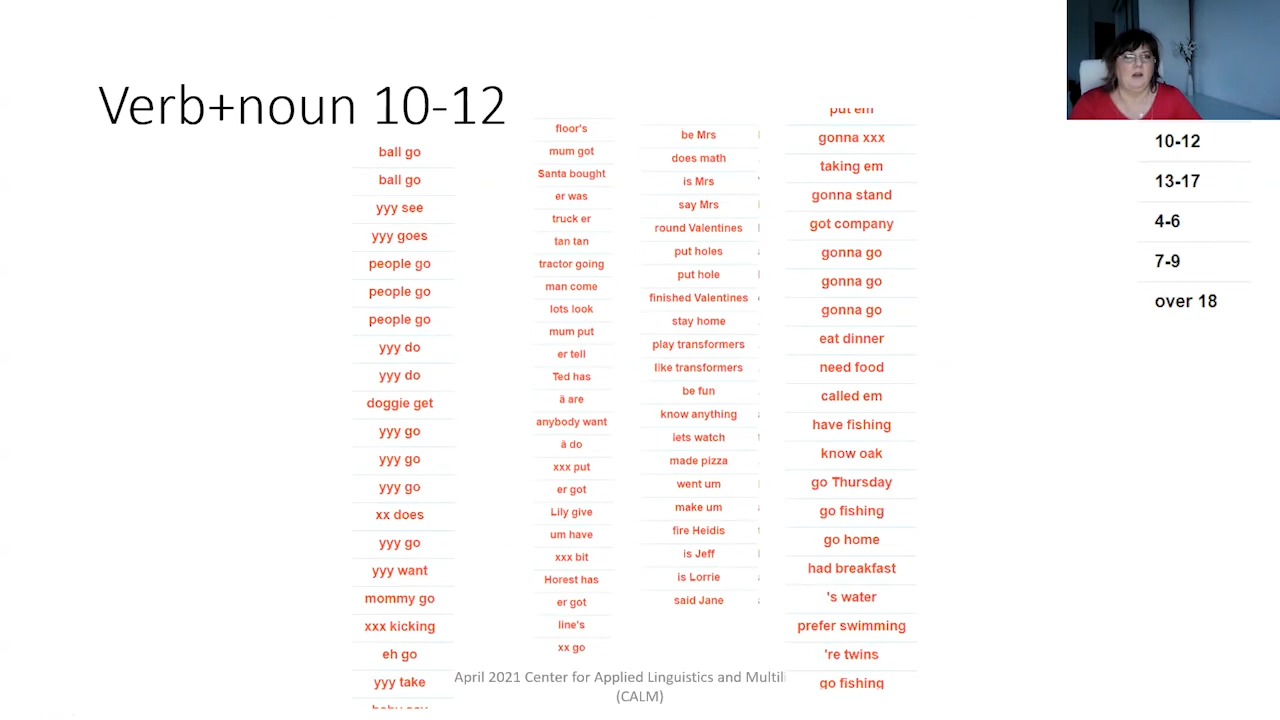 Verb+noun 10-12
ball go
ball go
yyy see
yyy goes
people go
people go
people go
yyy do
yyy do
doggie get
yyy go
yyy go
yyy go
xx does
yyy go
yyy want
mommy go
xxx kicking
eh go
yyy take
floor's
mum got
Santa bought
er was
truck er
tan tan
tractor going
man come
lots look
mum put
er tell
Ted has
ä are
anybody want
ä do
xxx put
er got
Lily give
um have
xxx bit
Horest has
er got
line's
xx go
be Mrs
does math
is Mrs
say Mrs
round Valentines
put holes
put hole
finished Valentines
stay home
play transformers
like transformers
be fun
know anything
lets watch
made pizza
went um
make um
fire Heidis
is Jeff
is Lorrie
said Jane
put em
gonna xxx
taking em
gonna stand
got company
gonna go
gonna go
gonna go
eat dinner
need food
called em
have fishing
know oak
go Thursday
go fishing
go home
had breakfast
's water
prefer swimming
're twins
go fishing
10-12
13-17
4-6
7-9
over 18
April 2021 Center for Applied Linguistics and Multili
(CALM)